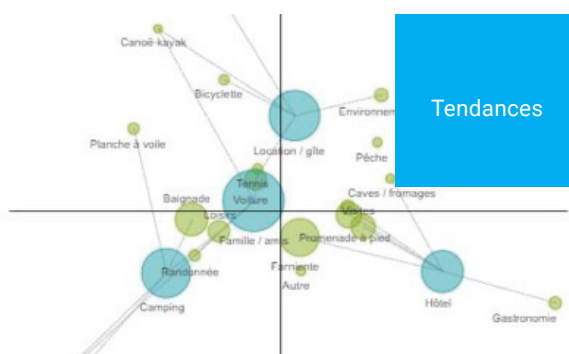 Canoë-kayak
Bicyclette
Environnem
Tendances
Planche à voile
Location / gîte
Pêche
Tennis
Caves / fromages
Baignade
Voiture
Visites
Loisirs
Famille / amis
Promenade à pied
Randonnée
Farniente
Autre
Camping
Hôtel
Gastronomie